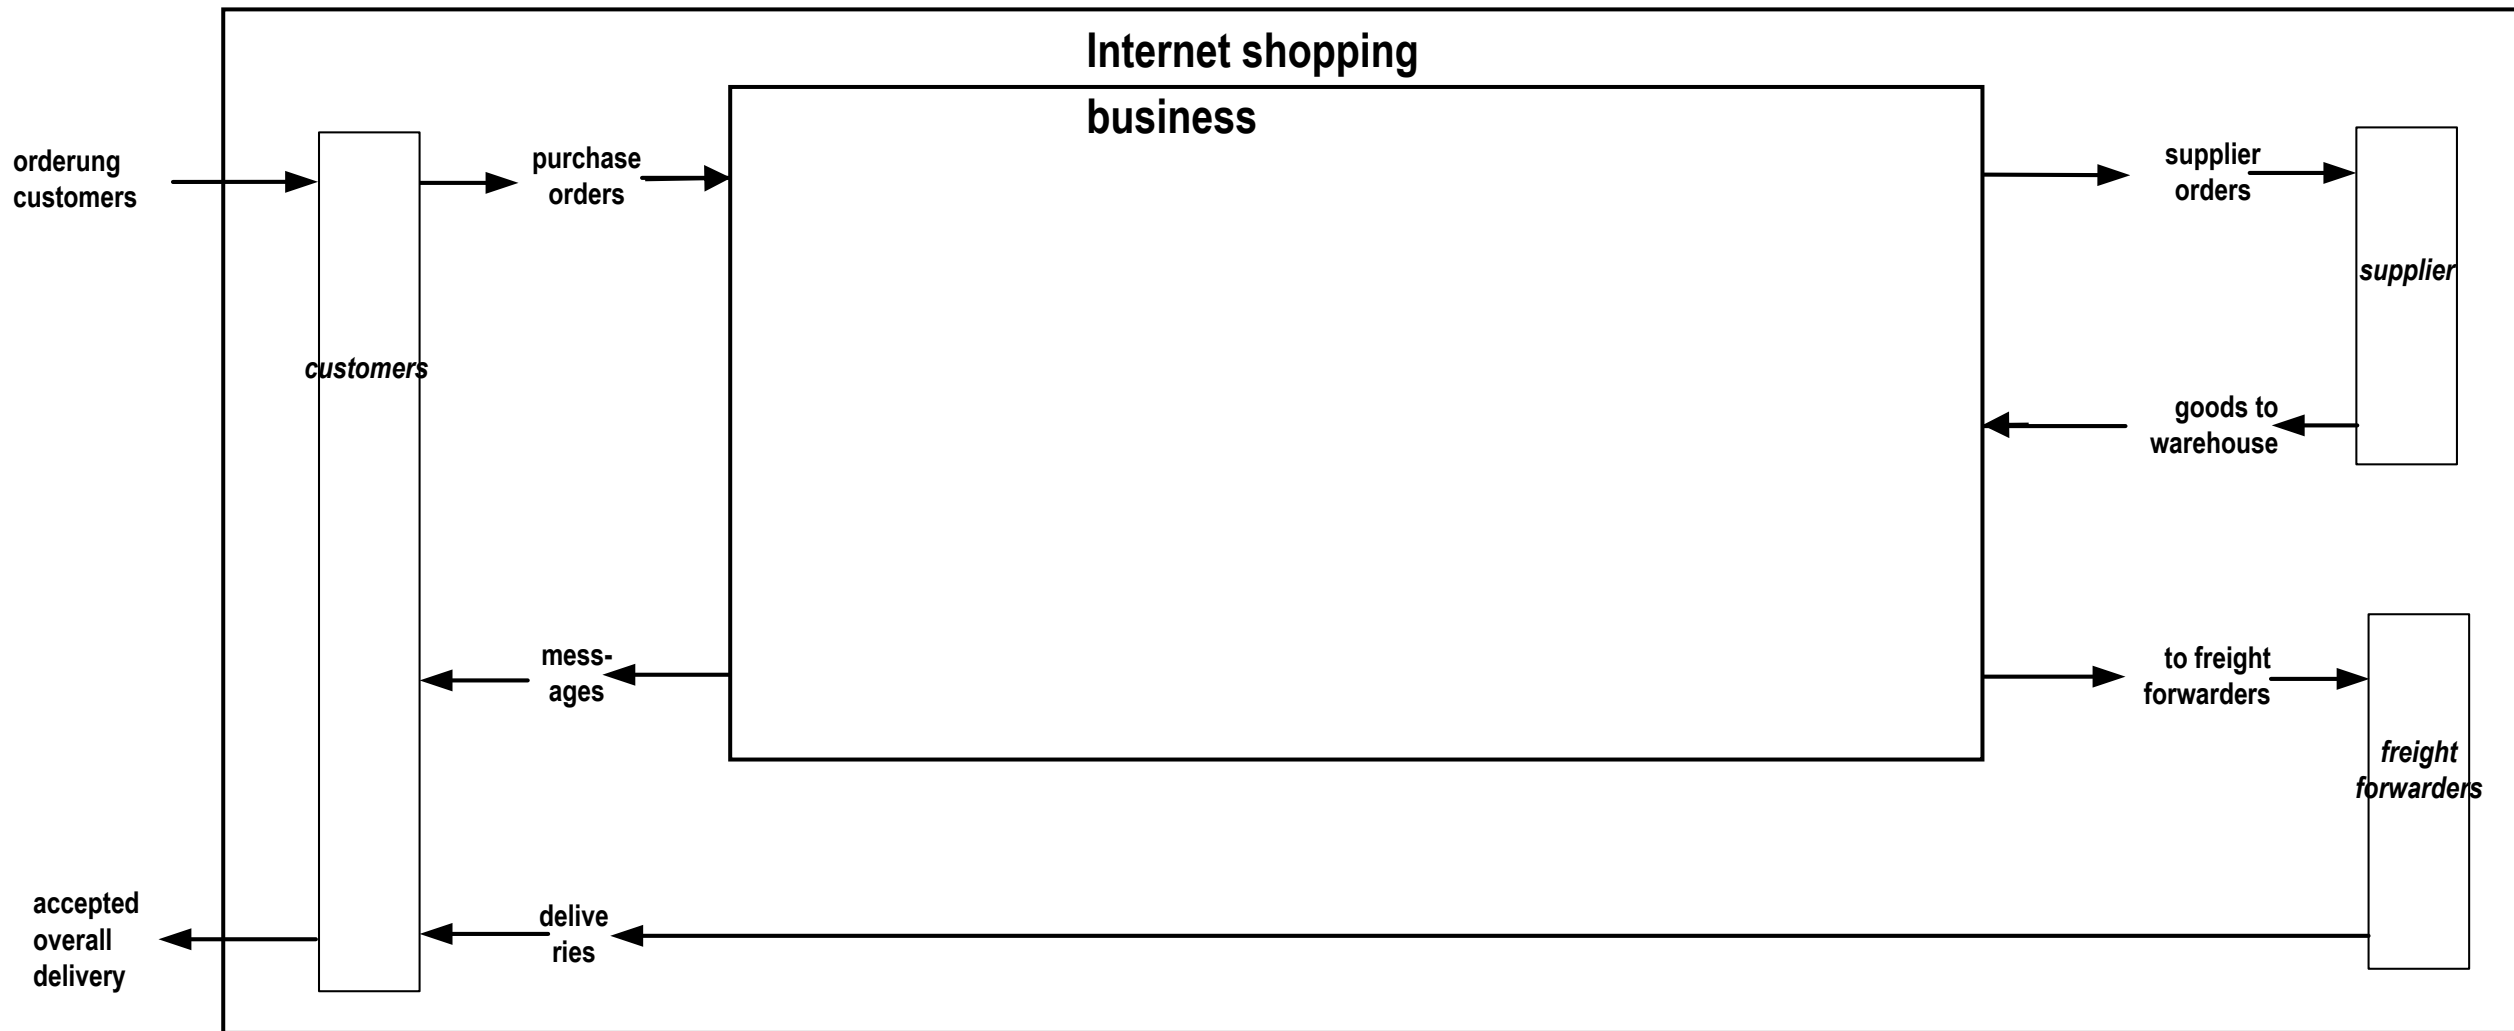 Internet shopping
business
orderung
customers
purchase
orders
supplier
orders
supplier
customers
goods to
warehouse
mess-
ages
to freight
forwarders
freight
forwarders
accepted
overall
delivery
delive
ries